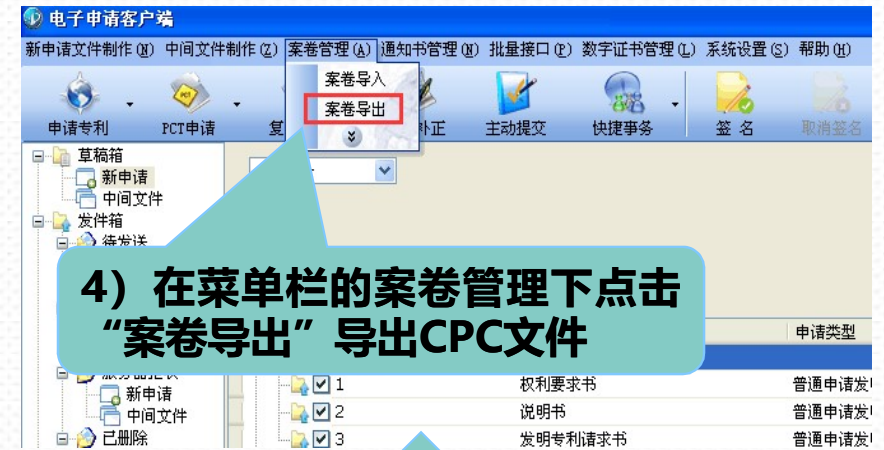 电子申请客户端
新申请文件制作(N) 中间文件制作(Z) 案卷管理(A) 通知书管理(N) 批量接口(P) 数字证书管理(L) 系统设置(S) 帮助(H)
案卷导入
案卷导出
申请专利 PCT申请 复 补正 主动提交 快捷事务 签 名 取消签名
草稿箱
新申请
中间文件
发件箱
待发送
4）在菜单栏的案卷管理下点击
“案卷导出”导出CPC文件
申请类型
新申请
中间文件
已删除
1 权利要求书 普通申请发
2 说明书 普通申请发
3 发明专利请求书 普通申请发